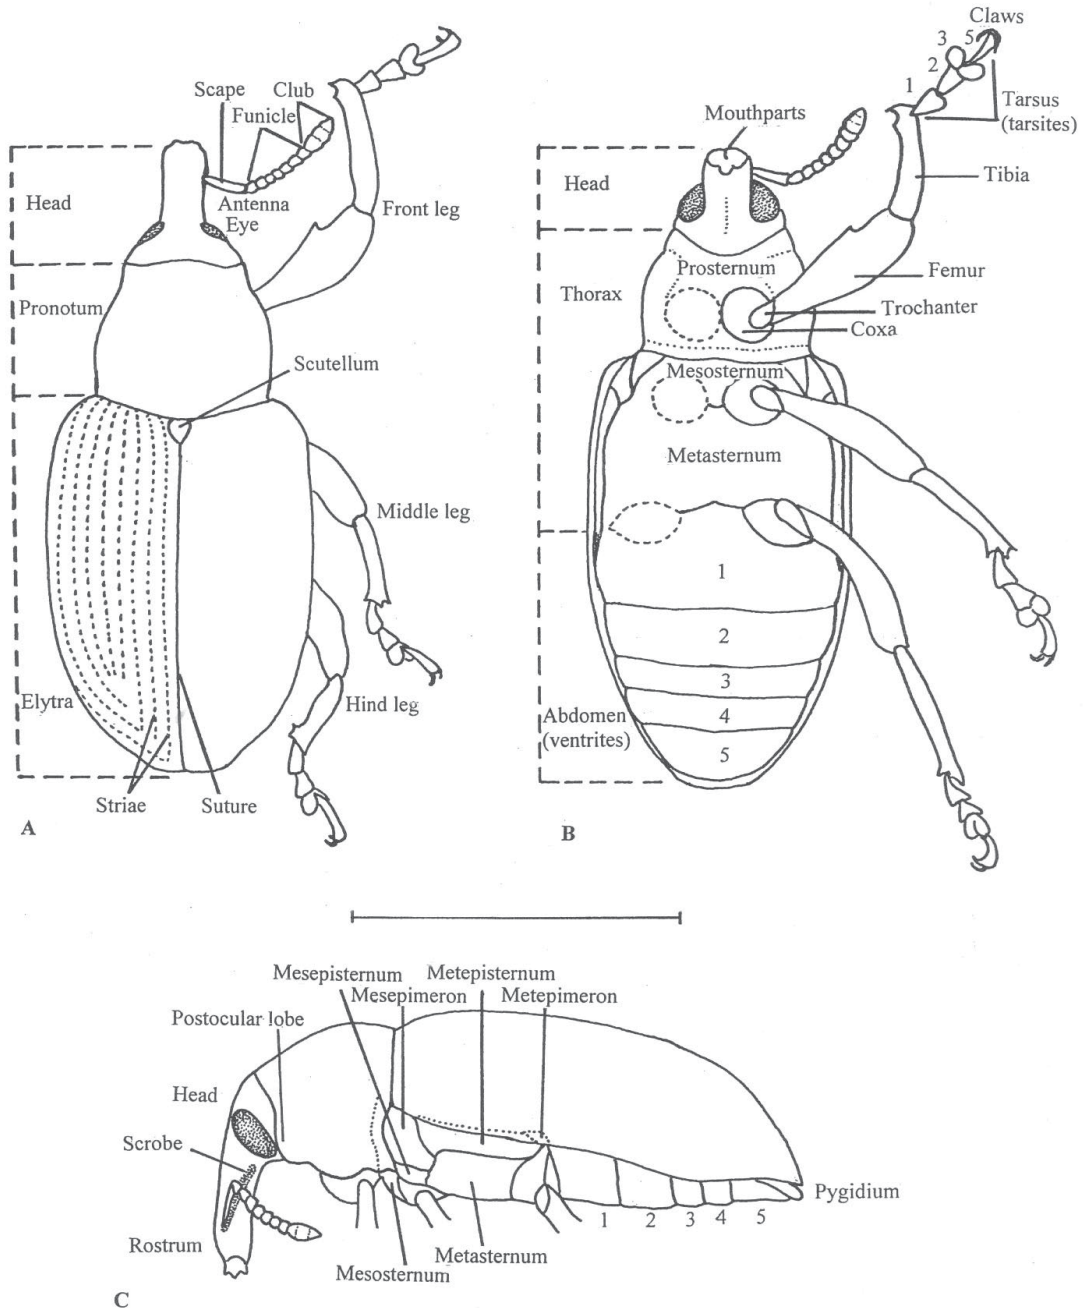 Claws
3 5
2
1
Tarsus
(tarsites)
Club
Scape
Funicle
Mouthparts
Head
Antenna
Eye
Front leg
Head
Tibia
Pronotum
Prosternum
Femur
Thorax
Trochanter
Coxa
Scutellum
Mesosternum
Metasternum
Middle leg
1
2
3
4
5
Elytra
Hind leg
Abdomen
(ventrites)
Striae
Suture
A
B
Mesepisternum
Metepisternum
Mesepimeron
Metepimeron
Postocular lobe
Head
Scrobe
Pygidium
1 2 3 4 5
Rostrum
Metasternum
Mesosternum
C